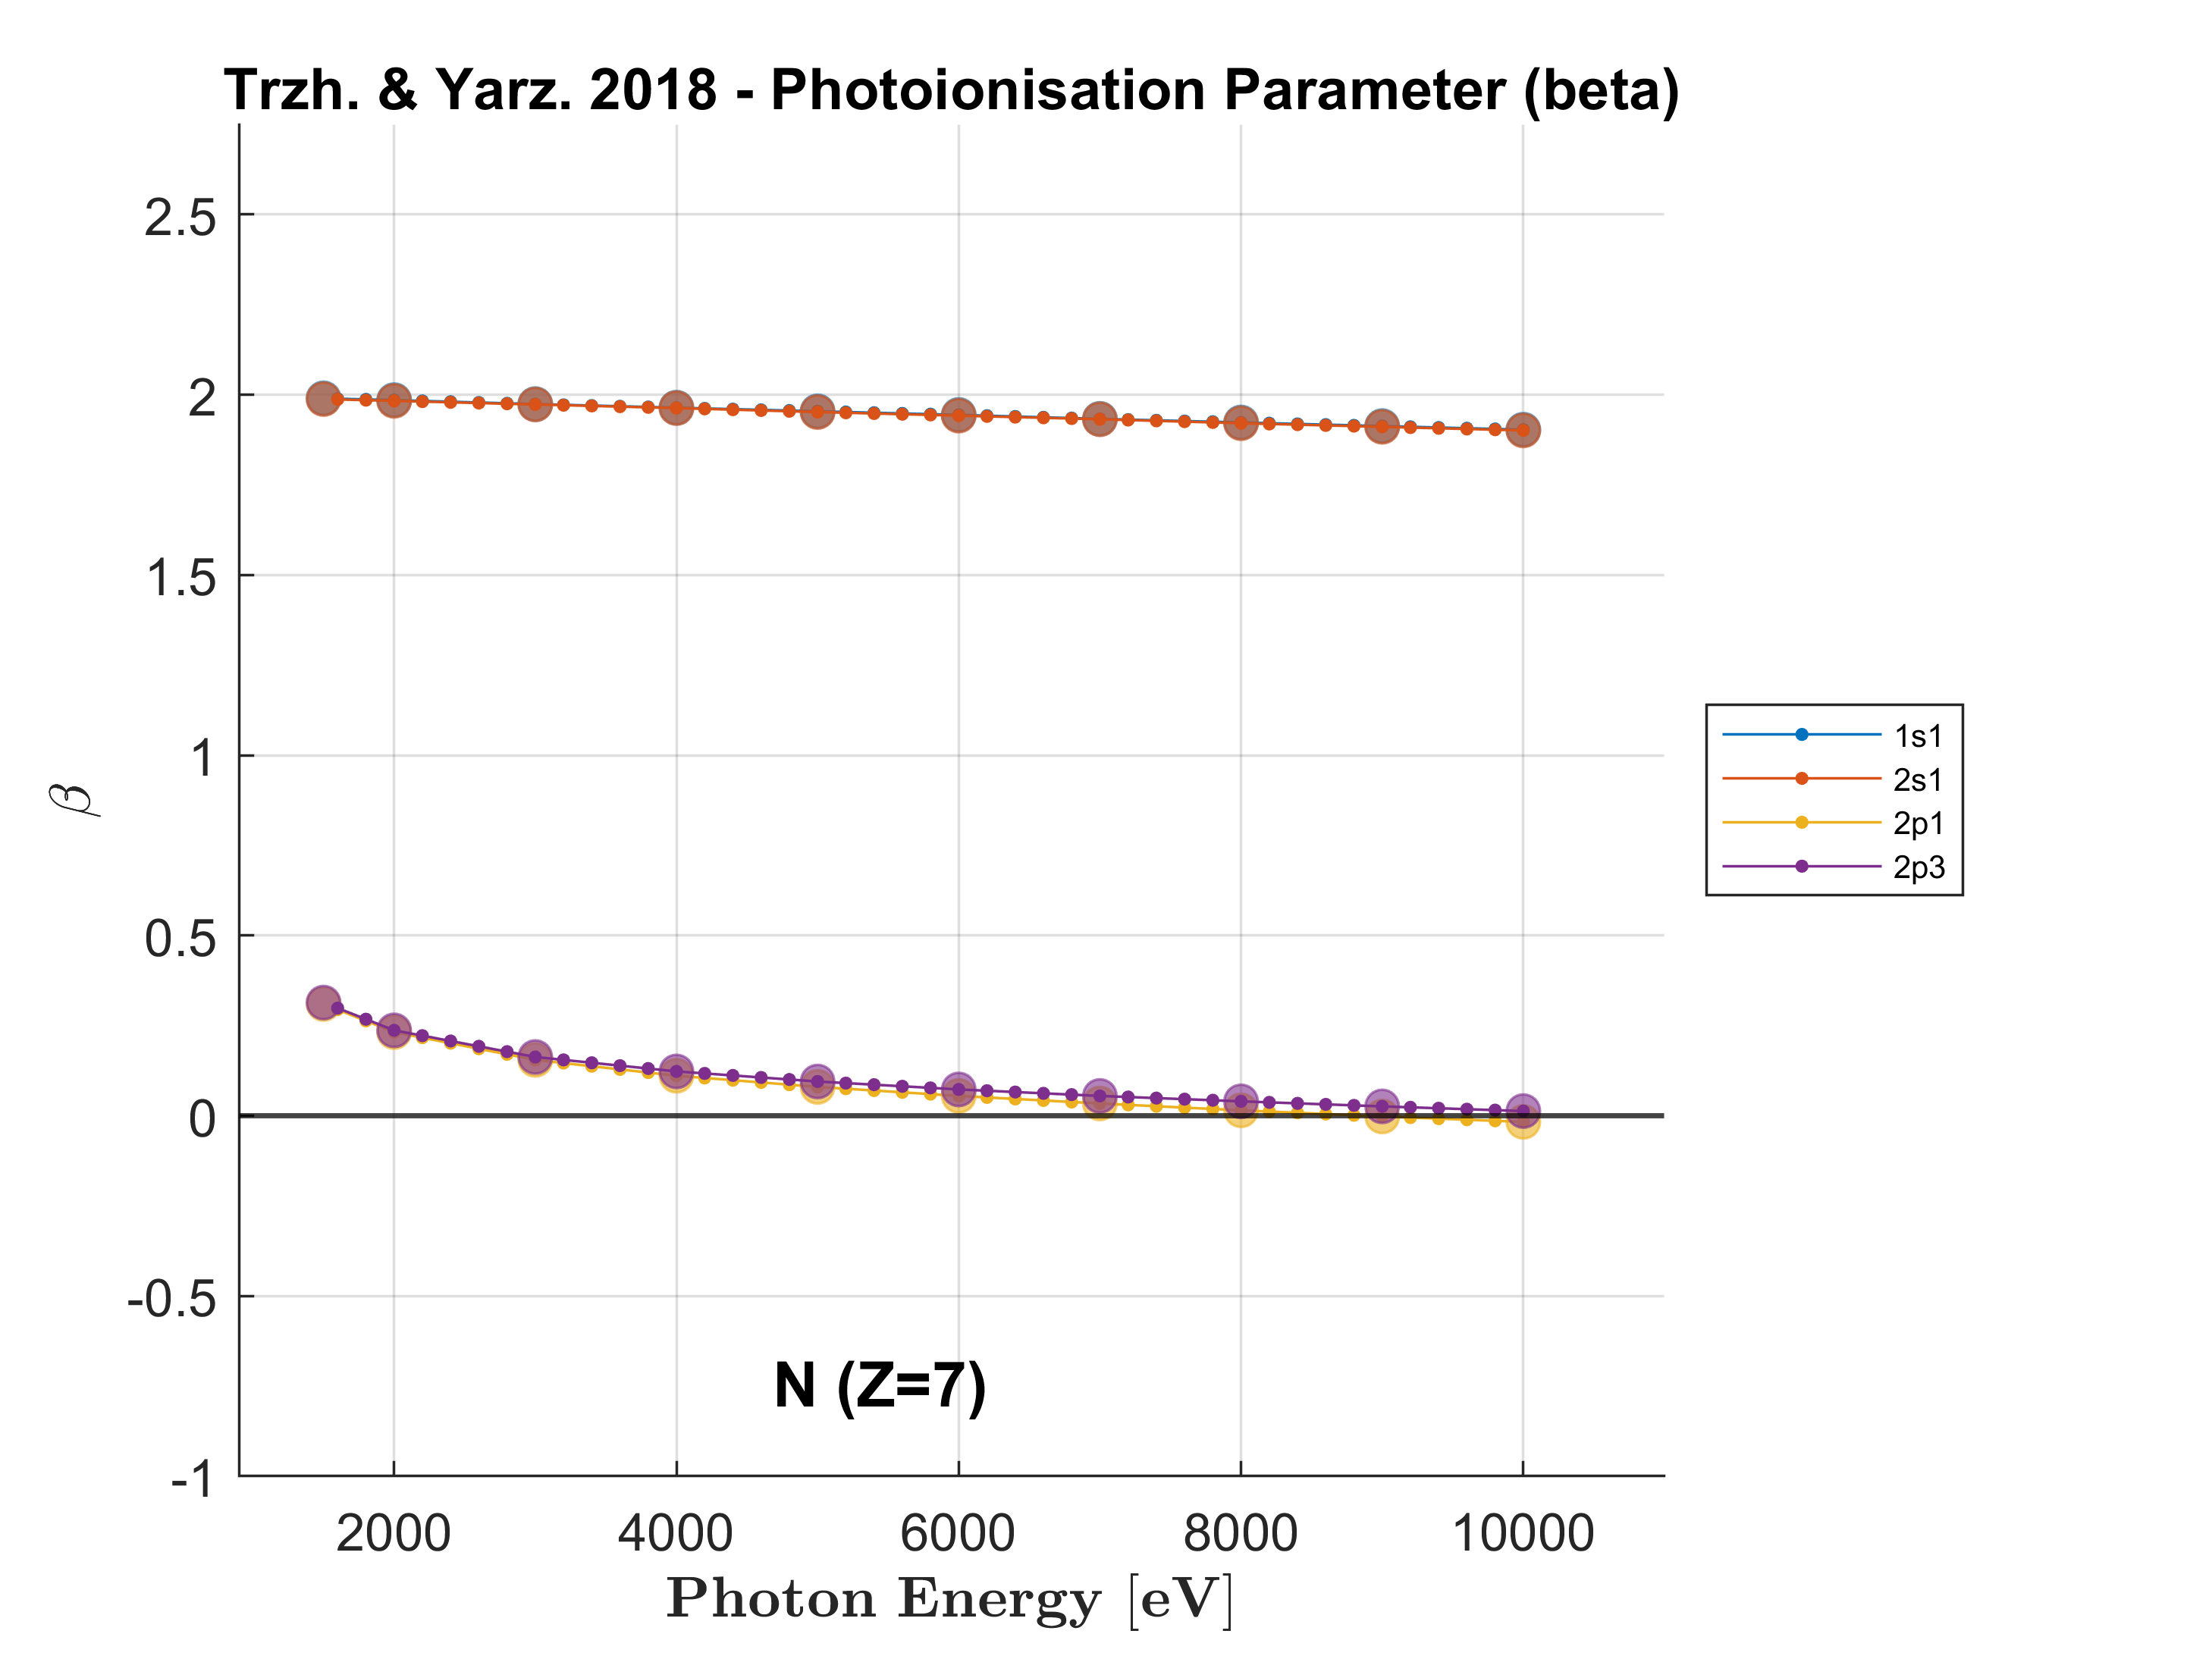 Trzh. & Yarz. 2018 - Photoionisation Parameter (beta)
2.5
2
1.5
1
0.5
0
-0.5
-1
β
1s1
2s1
2p1
2p3
N (Z=7)
2000 4000 6000 8000 10000
Photon Energy [eV]